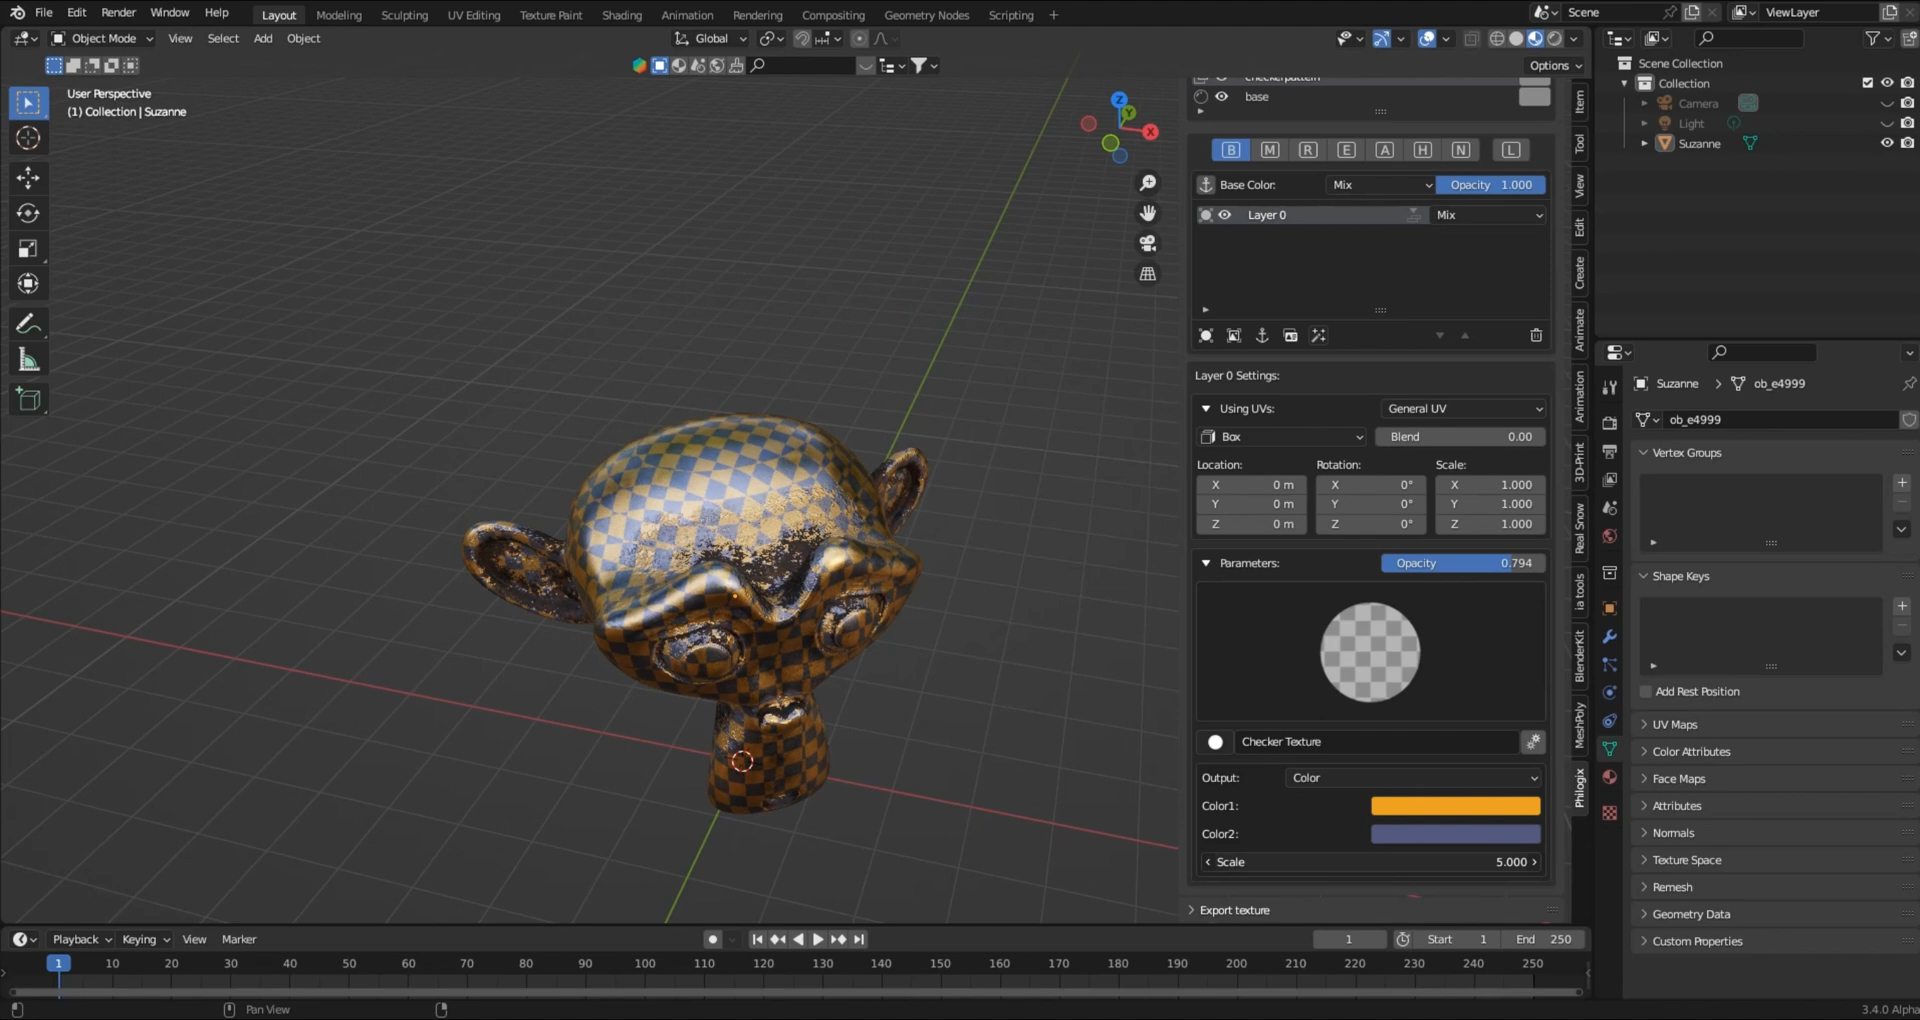 File Edit Render Window Help Layout Modeling Sculpting UV Editing Texture Paint Shading Animation Rendering Compositing Geometry Nodes Scripting + Scene ViewLayer
Object Mode View Select Add Object Global
Options
User Perspective
(1) Collection | Suzanne
Z
Y
X
base
B M R E A H N L
Base Color: Mix Opacity 1.000
Layer 0 Mix
Layer 0 Settings:
Using UVs: General UV
Box Blend 0.00
Location: Rotation: Scale:
X 0 m X 0° X 1.000
Y 0 m Y 0° Y 1.000
Z 0 m Z 0° Z 1.000
Parameters: Opacity 0.794
Checker Texture
Output: Color
Color1:
Color2:
Scale 5.000
Export texture
Item
Tool
View
Edit
Create
Animate
Animation
3D-Print
Real Snow
ia tools
BlenderKit
MeshPoly
Philogix
Scene Collection
Collection
Camera
Light
Suzanne
Suzanne ob_e4999
ob_e4999
Vertex Groups
Shape Keys
Add Rest Position
UV Maps
Color Attributes
Face Maps
Attributes
Normals
Texture Space
Remesh
Geometry Data
Custom Properties
Playback Keying View Marker 1 Start 1 End 250
1 10 20 30 40 50 60 70 80 90 100 110 120 130 140 150 160 170 180 190 200 210 220 230 240 250
Pan View 3.4.0 Alpha